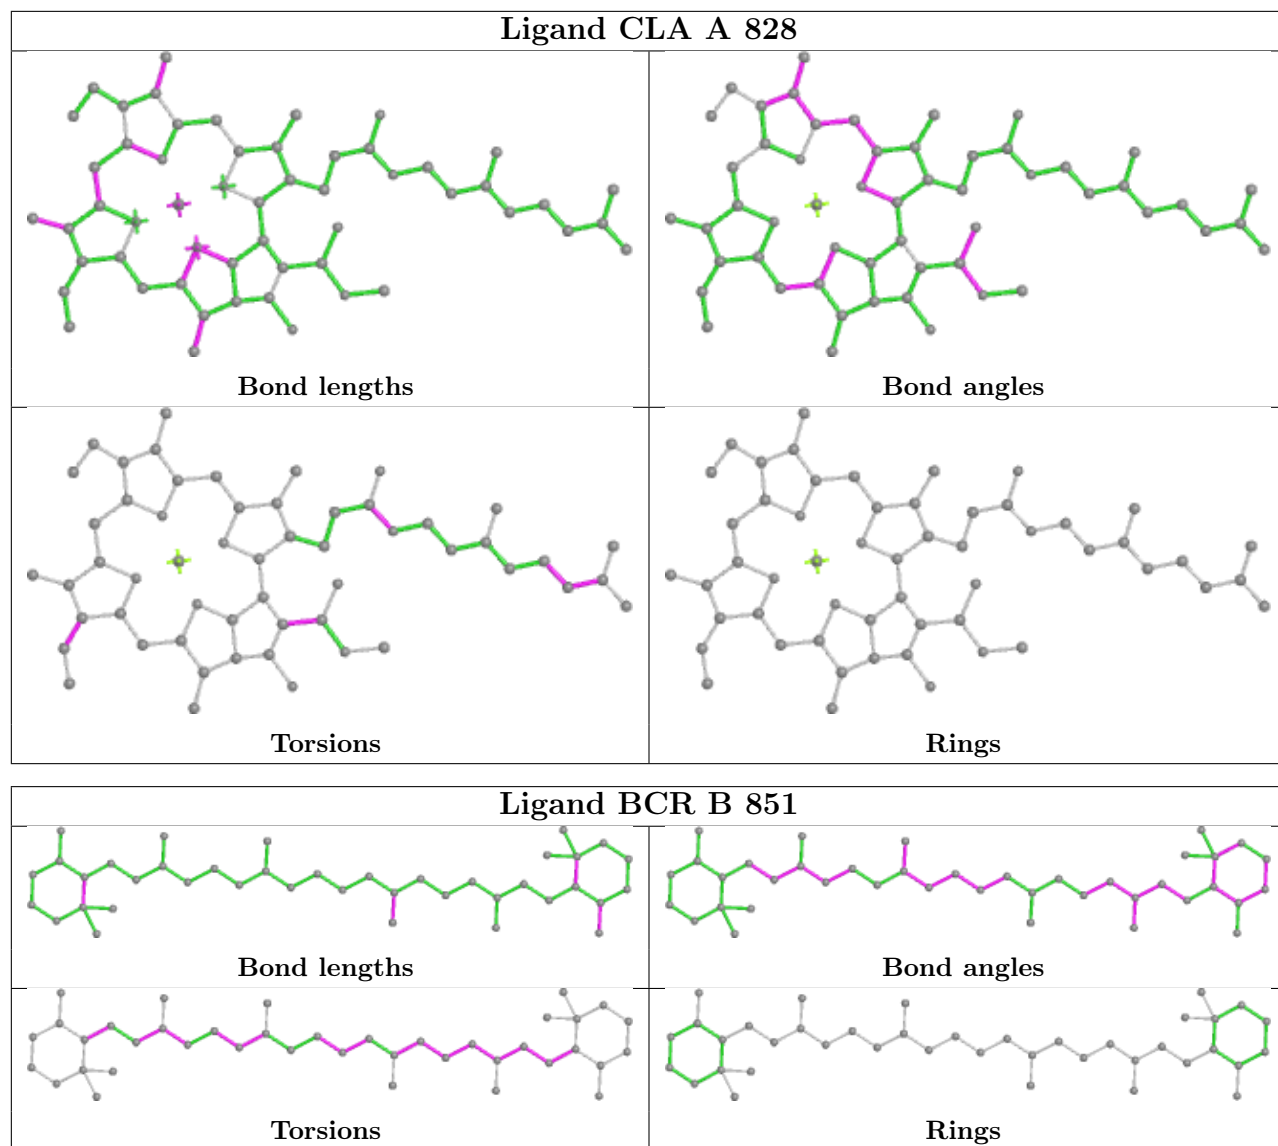 Ligand CLA A 828
Bond lengths
Bond angles
Torsions
Rings
Ligand BCR B 851
Bond lengths
Bond angles
Torsions
Rings